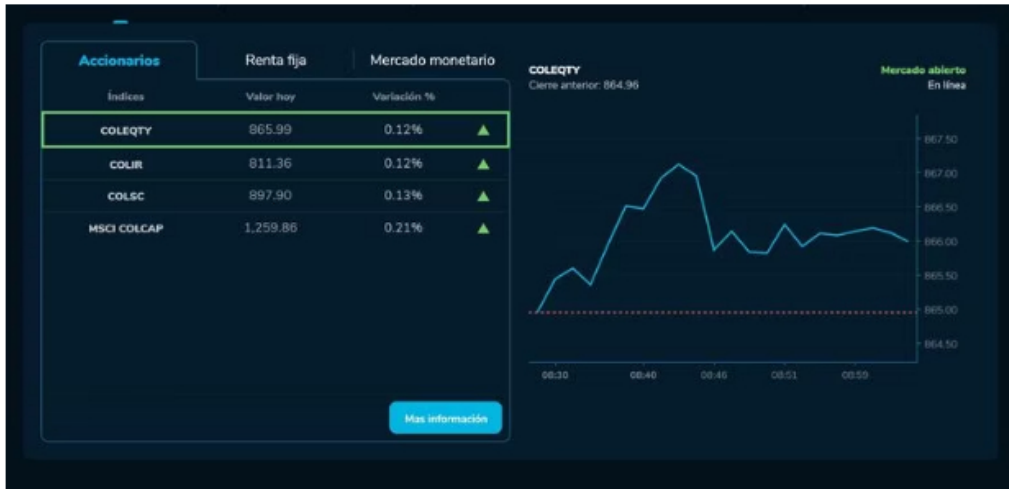 Accionarios Renta fija Mercado monetario
Índices Valor hoy Variación %
COLEQTY 865.99 0.12%
COLIR 811.36 0.12%
COLSC 897.90 0.13%
MSCI COLCAP 1,259.86 0.21%
Mas información
COLEQTY
Cierre anterior: 864.96
Mercado abierto
En línea
867.50
867.00
866.50
866.00
865.50
865.00
864.50
08:30 08:40 08:46 08:51 08:59